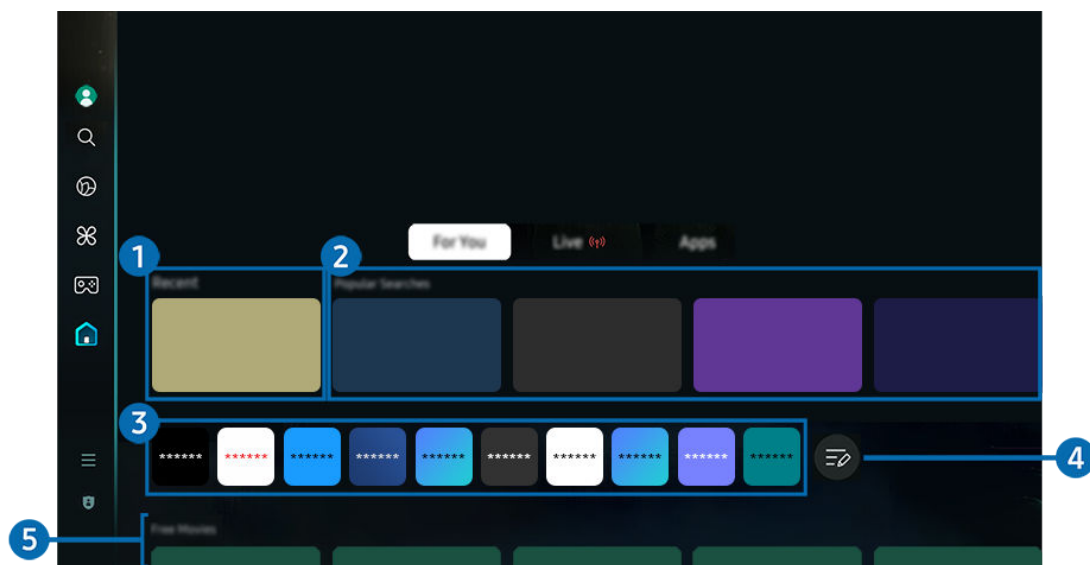 For You Live Apps
1 2
Recent Popular Searches
3
****** ****** ****** ****** ****** ****** ****** ****** ****** ******
4
5
Free Movies